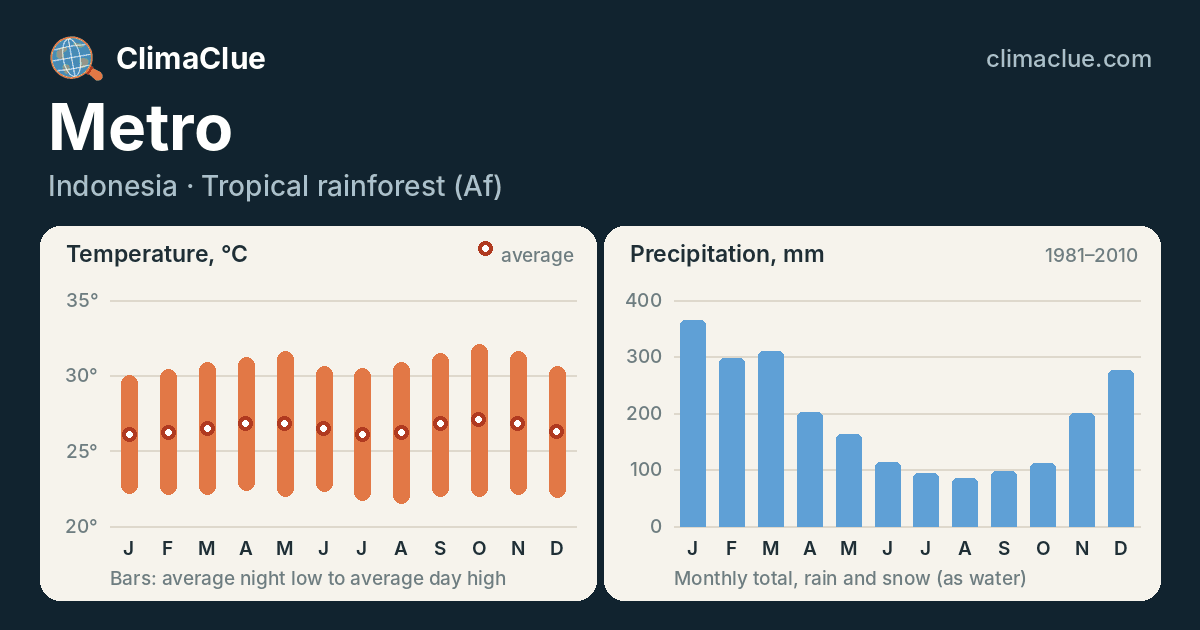 ClimaClue
climaclue.com
Metro
Indonesia · Tropical rainforest (Af)
Temperature, °C
average
35°
30°
25°
20°
J F M A M J J A S O N D
Bars: average night low to average day high
Precipitation, mm
1981–2010
400
300
200
100
0
J F M A M J J A S O N D
Monthly total, rain and snow (as water)